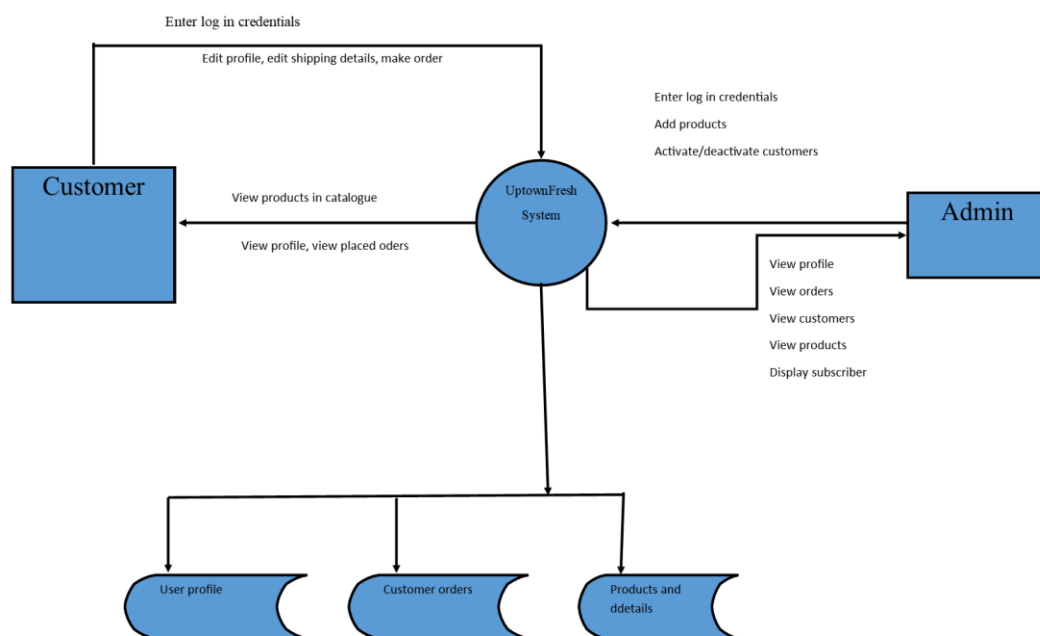 Enter log in credentials
Edit profile, edit shipping details, make order
Enter log in credentials
Add products
Activate/deactivate customers
Customer
UptownFresh
System
Admin
View products in catalogue
View profile, view placed oders
View profile
View orders
View customers
View products
Display subscriber
User profile
Customer orders
Products and
ddetails